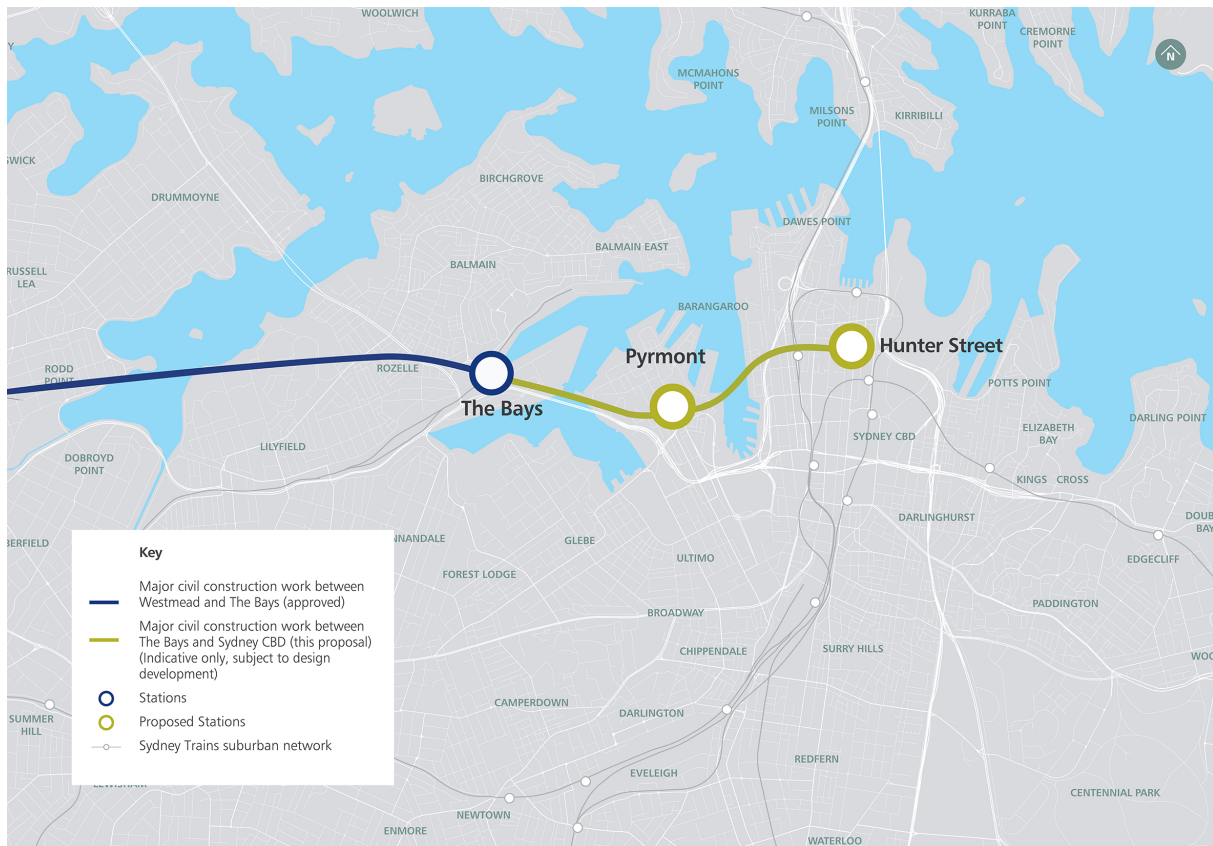 WOOLWICH
KURRABA
POINT
CREMORNE
POINT
N
Y
MCMAHONS
POINT
MILSONS
POINT
KIRRIBILLI
SWICK
BIRCHGROVE
DRUMMOYNE
DAWES POINT
BALMAIN EAST
BALMAIN
RUSSELL
LEA
BARANGAROO
Hunter Street
Pyrmont
RODD
POINT
ROZELLE
POTTS POINT
The Bays
DARLING POINT
ELIZABETH
BAY
SYDNEY CBD
LILYFIELD
DOBROYD
POINT
KINGS CROSS
DARLINGHURST
DOUB
BAY
BERFIELD
NNANDALE
GLEBE
ULTIMO
EDGECLIFF
FOREST LODGE
PADDINGTON
BROADWAY
CHIPPENDALE
SURRY HILLS
WOO
CAMPERDOWN
DARLINGTON
SUMMER
HILL
REDFERN
EVELEIGH
LEWISHAM
CENTENNIAL PARK
NEWTOWN
ENMORE
WATERLOO
Key
Major civil construction work between
Westmead and The Bays (approved)
Major civil construction work between
The Bays and Sydney CBD (this proposal)
(Indicative only, subject to design
development)
Stations
Proposed Stations
Sydney Trains suburban network